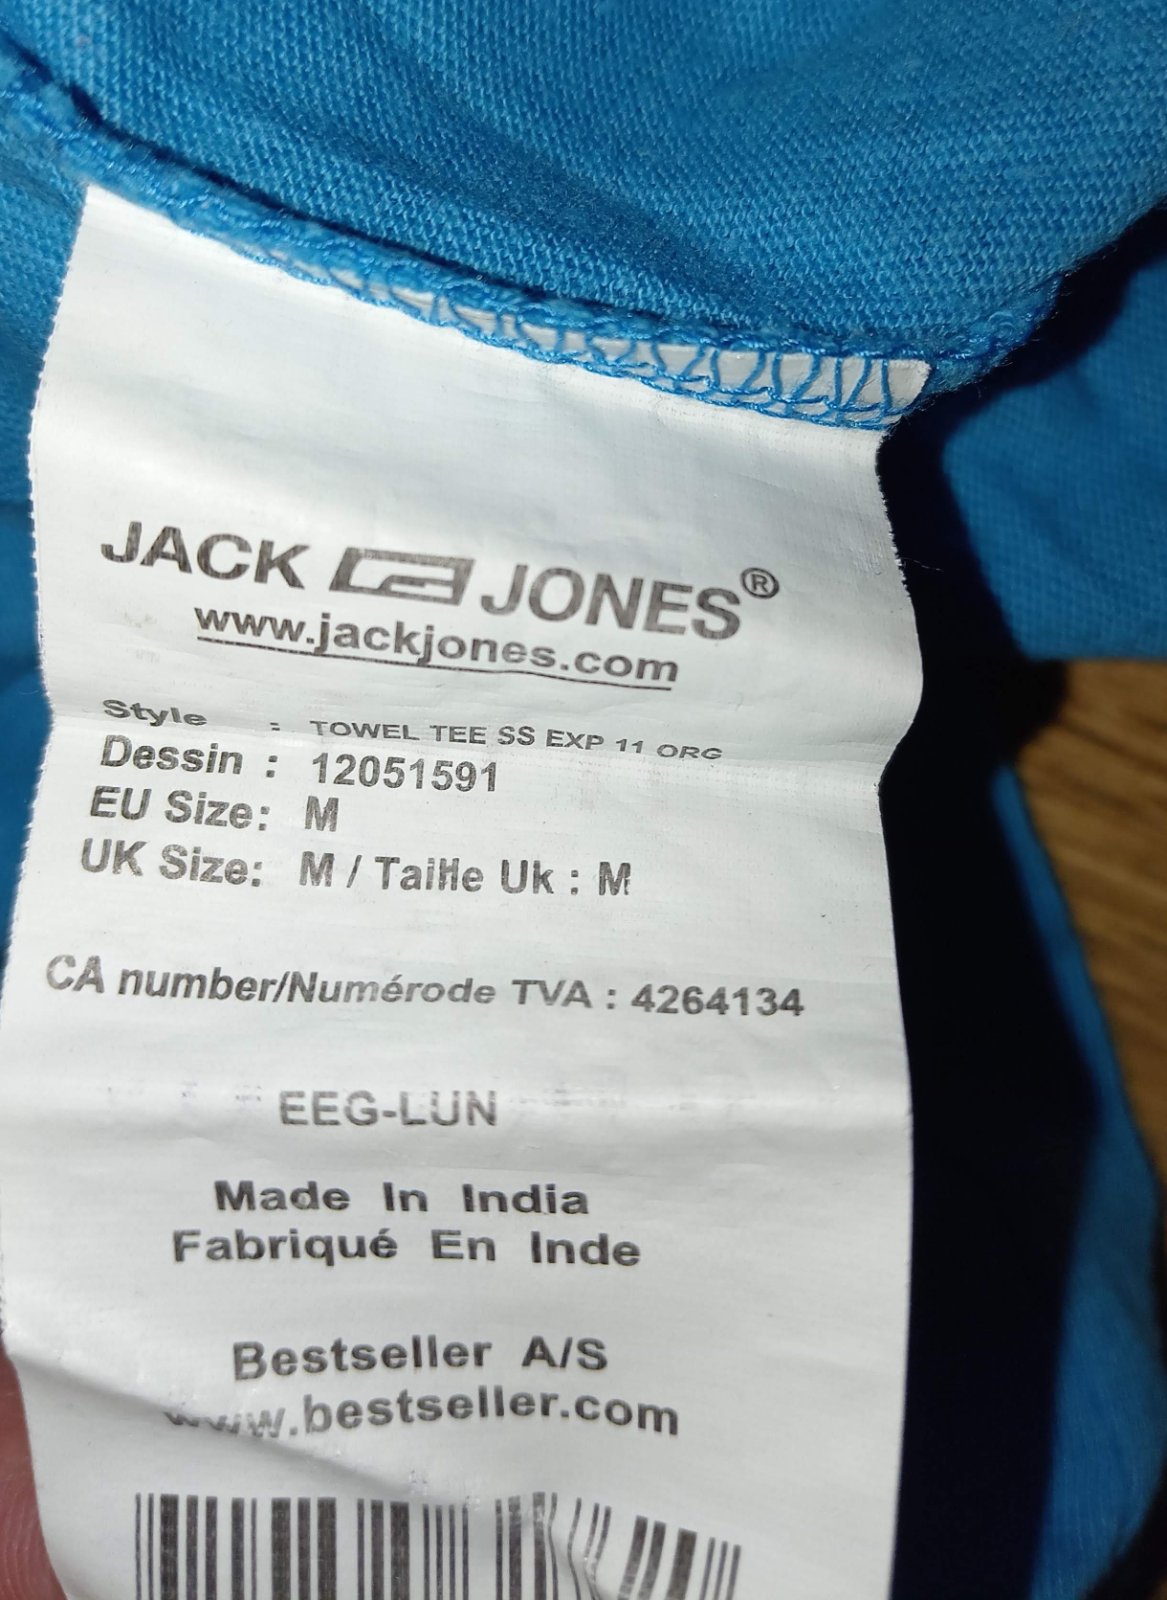 JACK JONES®
www.jackjones.com
Style : TOWEL TEE SS EXP 11 ORG
Dessin : 12051591
EU Size: M
UK Size: M / Taille Uk : M
CA number/Numérode TVA : 4264134
EEG-LUN
Made In India
Fabriqué En Inde
Bestseller A/S
www.bestseller.com